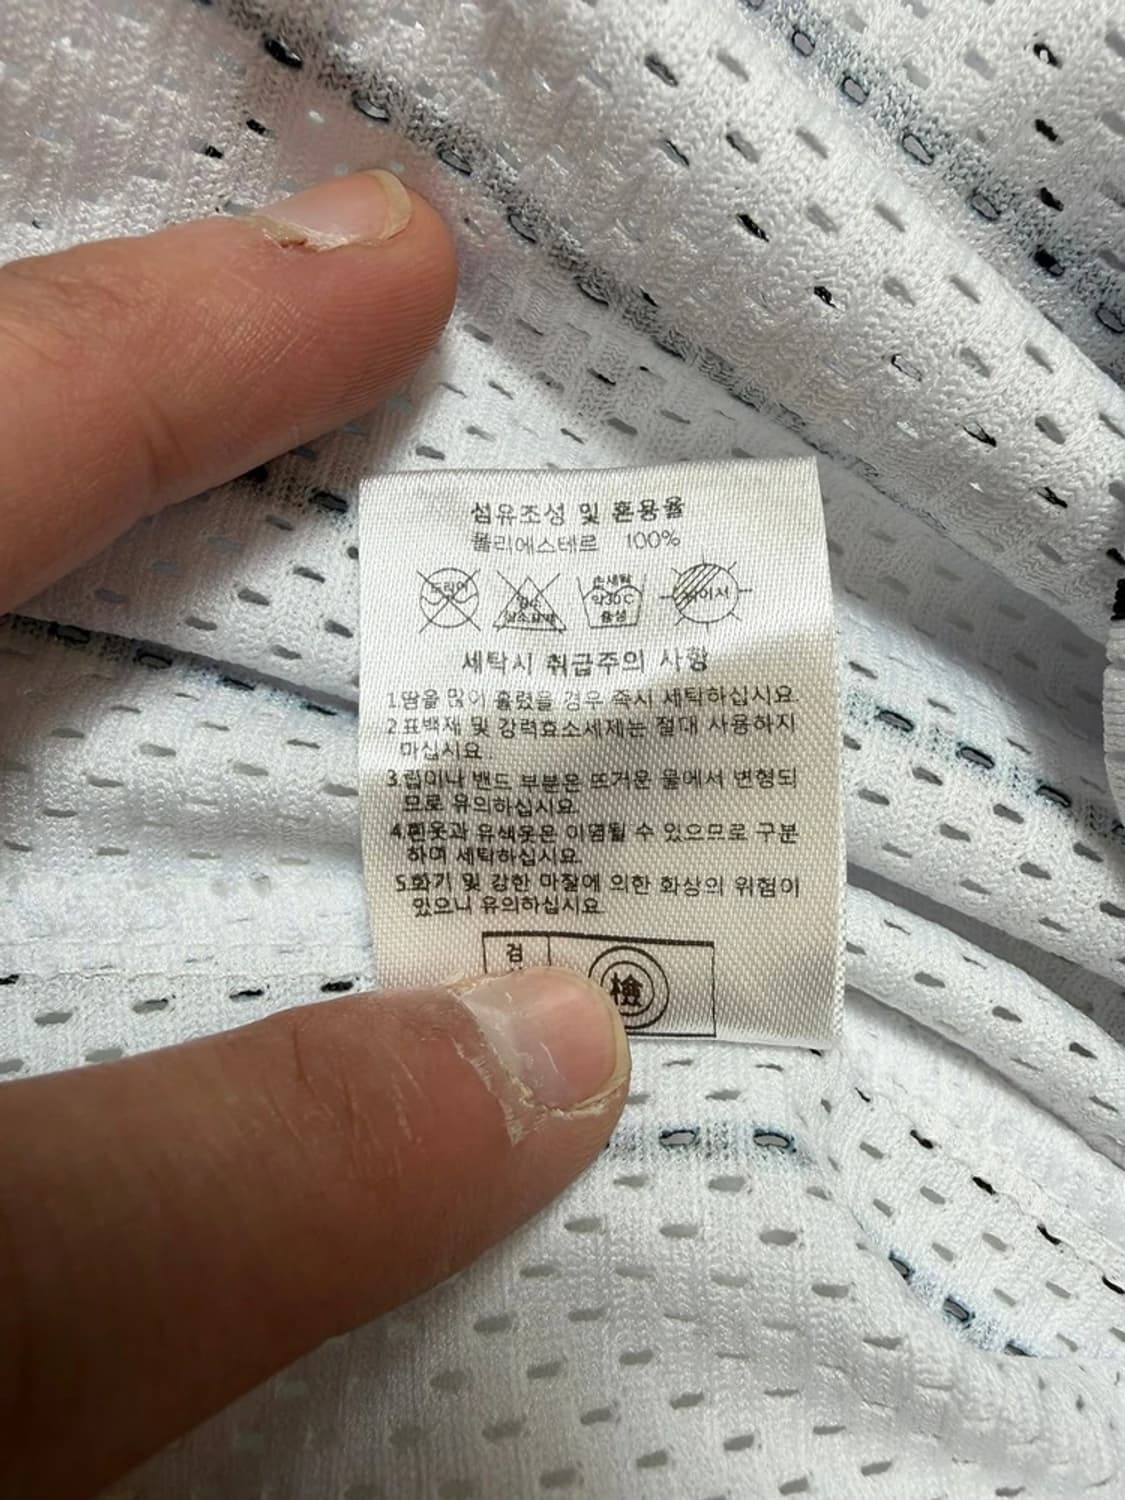 섬유조성 및 혼용율
폴리에스테르 100%
드라이
염소
산소표백
손세탁
약30℃
중성
뉘어서
세탁시 취급주의 사항
1.땀을 많이 흘렸을 경우 즉시 세탁하십시요.
2.표백제 및 강력효소세제는 절대 사용하지
마십시요.
3.립이나 밴드 부분은 뜨거운 물에서 변형되
므로 유의하십시요.
4.흰옷과 유색옷은 이염될 수 있으므로 구분
하여 세탁하십시요.
5.화기 및 강한 마찰에 의한 화상의 위험이
있으니 유의하십시요.
검
檢